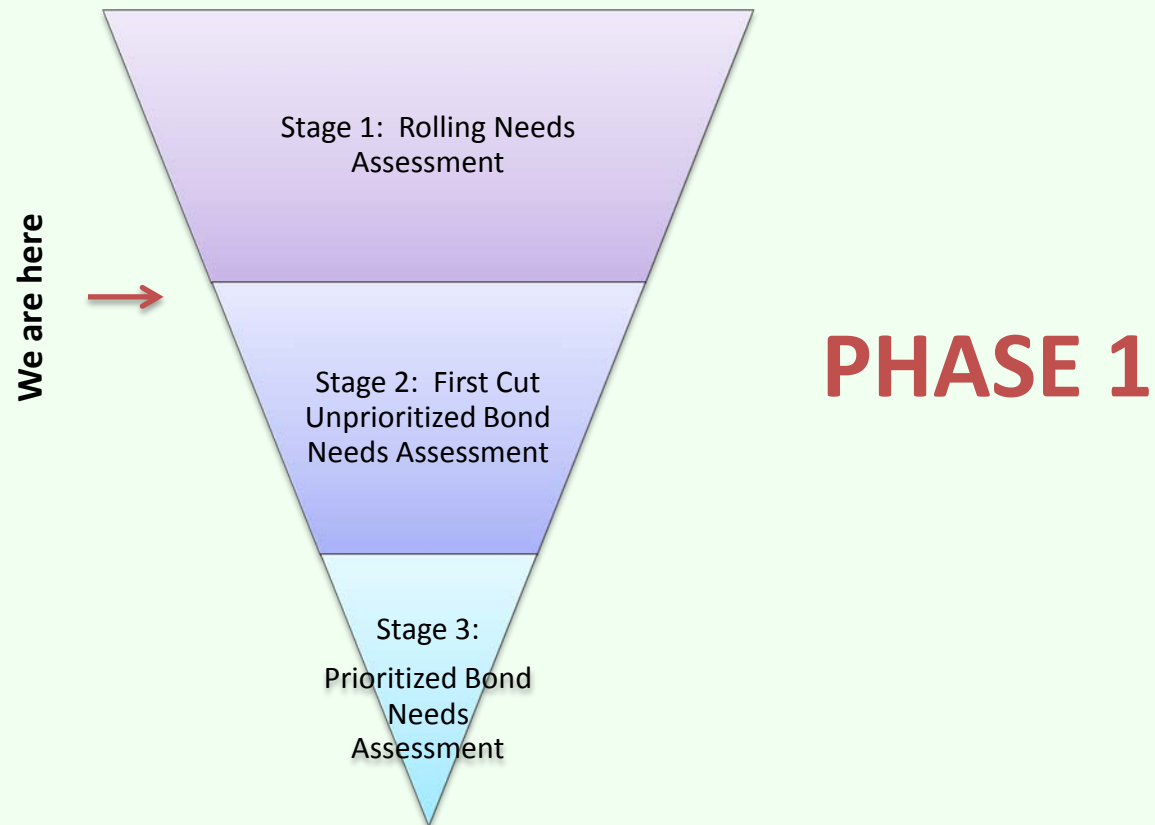 Stage 1:  Rolling Needs
Assessment
We are here
Stage 2:  First Cut
Unprioritized Bond
Needs Assessment
PHASE 1
Stage 3:
Prioritized Bond
Needs
Assessment